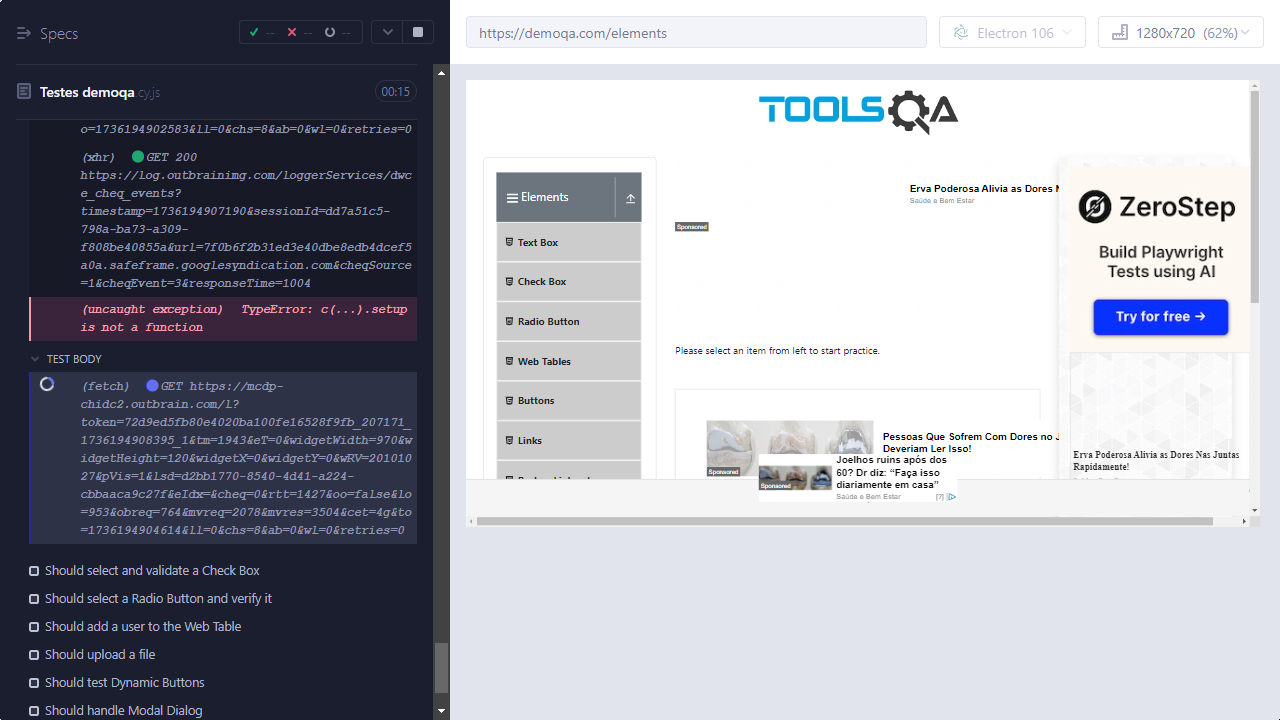 Specs
--
--
--
Testes demoqa.cy.js
00:15
o=1736194902583&ll=0&chs=8&ab=0&wl=0&retries=0
(xhr) GET 200
https://log.outbrainimg.com/loggerServices/dwc
e_cheq_events?
timestamp=1736194907190&sessionId=dd7a51c5-
798a-ba73-a309-
f808be40855a&url=7f0b6f2b31ed3e40dbe8edb4dcef5
a0a.safeframe.googlesyndication.com&cheqSource
=1&cheqEvent=3&responseTime=1004
(uncaught exception) TypeError: c(...).setup
is not a function
TEST BODY
(fetch) GET https://mcdp-
chidc2.outbrain.com/l?
token=72d9ed5fb80e4020ba100fe16528f9fb_207171_
1736194908395_1&tm=1943&eT=0&widgetWidth=970&w
idgetHeight=120&widgetX=0&widgetY=0&wRV=201010
27&pVis=1&lsd=d2bb1770-8540-4d41-a224-
cbbaaca9c27f&eIdx=&cheq=0&rtt=1427&oo=false&lo
=953&obreq=764&mvreq=2078&mvres=3504&cet=4g&to
=1736194904614&ll=0&chs=8&ab=0&wl=0&retries=0
Should select and validate a Check Box
Should select a Radio Button and verify it
Should add a user to the Web Table
Should upload a file
Should test Dynamic Buttons
Should handle Modal Dialog
https://demoqa.com/elements
Electron 106
1280x720 (62%)
TOOLSQA
Elements
Text Box
Check Box
Radio Button
Web Tables
Buttons
Links
Erva Poderosa Alivia as Dores
Saúde e Bem Estar
Sponsored
Please select an item from left to start practice.
Pessoas Que Sofrem Com Dores no J
Deveriam Ler Isso!
Sponsored
Joelhos ruins após dos
60? Dr diz: “Faça isso
diariamente em casa”
Sponsored
Saúde e Bem Estar
[?]
ZeroStep
Build Playwright
Tests using AI
Try for free →
Erva Poderosa Alivia as Dores Nas Juntas
Rapidamente!